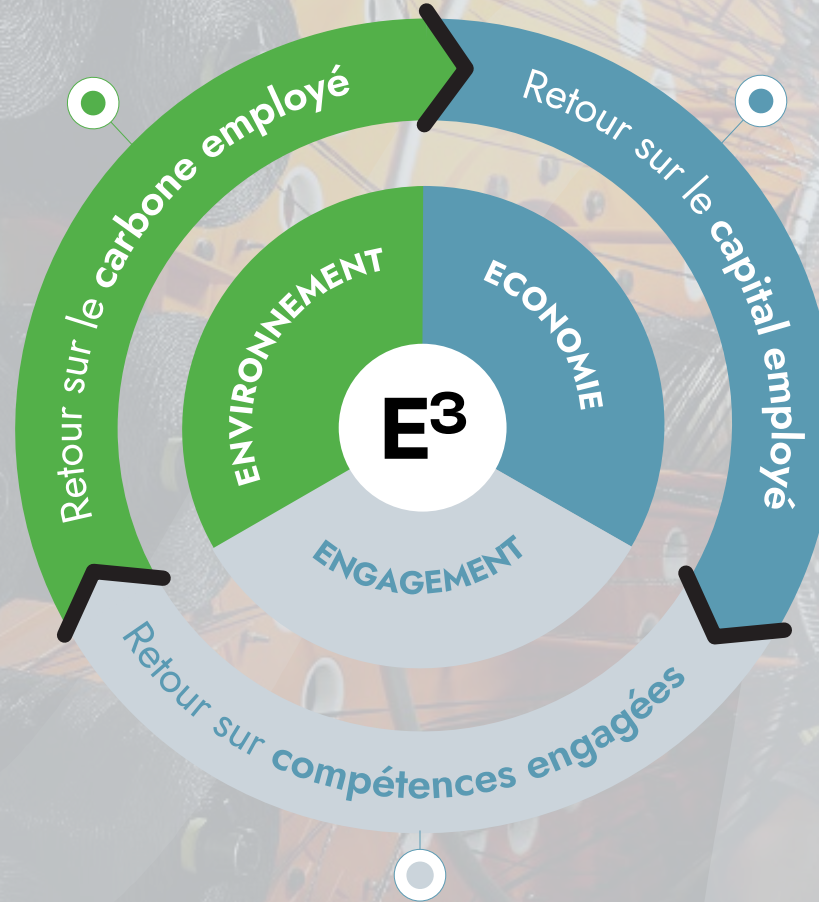 Retour sur le carbone employé
Retour sur le capital employé
ENVIRONNEMENT
ECONOMIE
E³
ENGAGEMENT
Retour sur compétences engagées